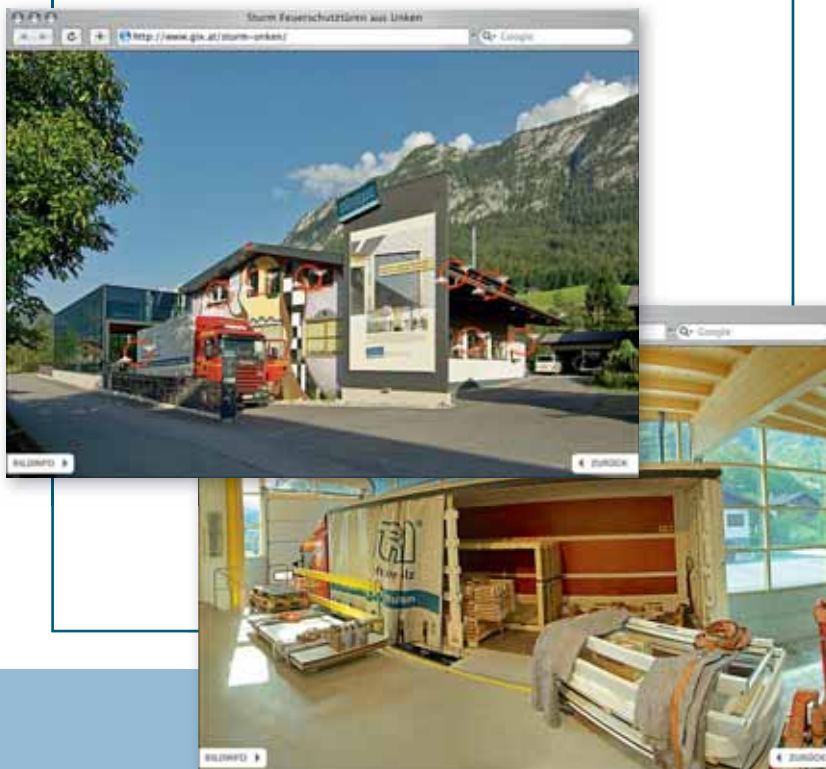 Sturm Feuerschutztüren aus Unken
http://www.gix.at/sturm-unken/
Google
BILDINFO
ZURÜCK
Google
BILDINFO
ZURÜCK